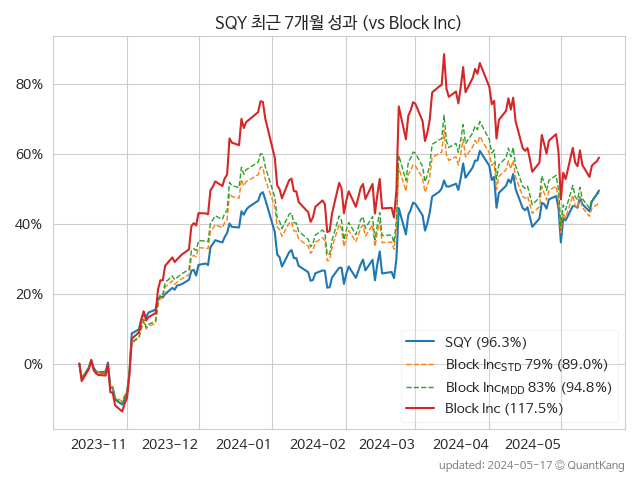 SQY 최근 7개월 성과 (vs Block Inc)
80%
60%
40%
20%
0%
SQY (96.3%)
Block IncSTD 79% (89.0%)
Block IncMDD 83% (94.8%)
Block Inc (117.5%)
2023-11 2023-12 2024-01 2024-02 2024-03 2024-04 2024-05
updated: 2024-05-17 © QuantKang